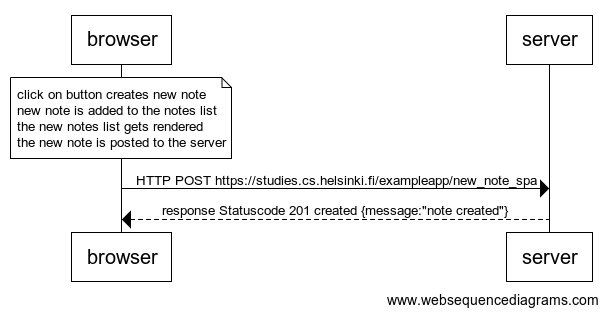 browser
server
click on button creates new note
new note is added to the notes list
the new notes list gets rendered
the new note is posted to the server
HTTP POST https://studies.cs.helsinki.fi/exampleapp/new_note_spa
response Statuscode 201 created {message:"note created"}
browser
server
www.websequencediagrams.com